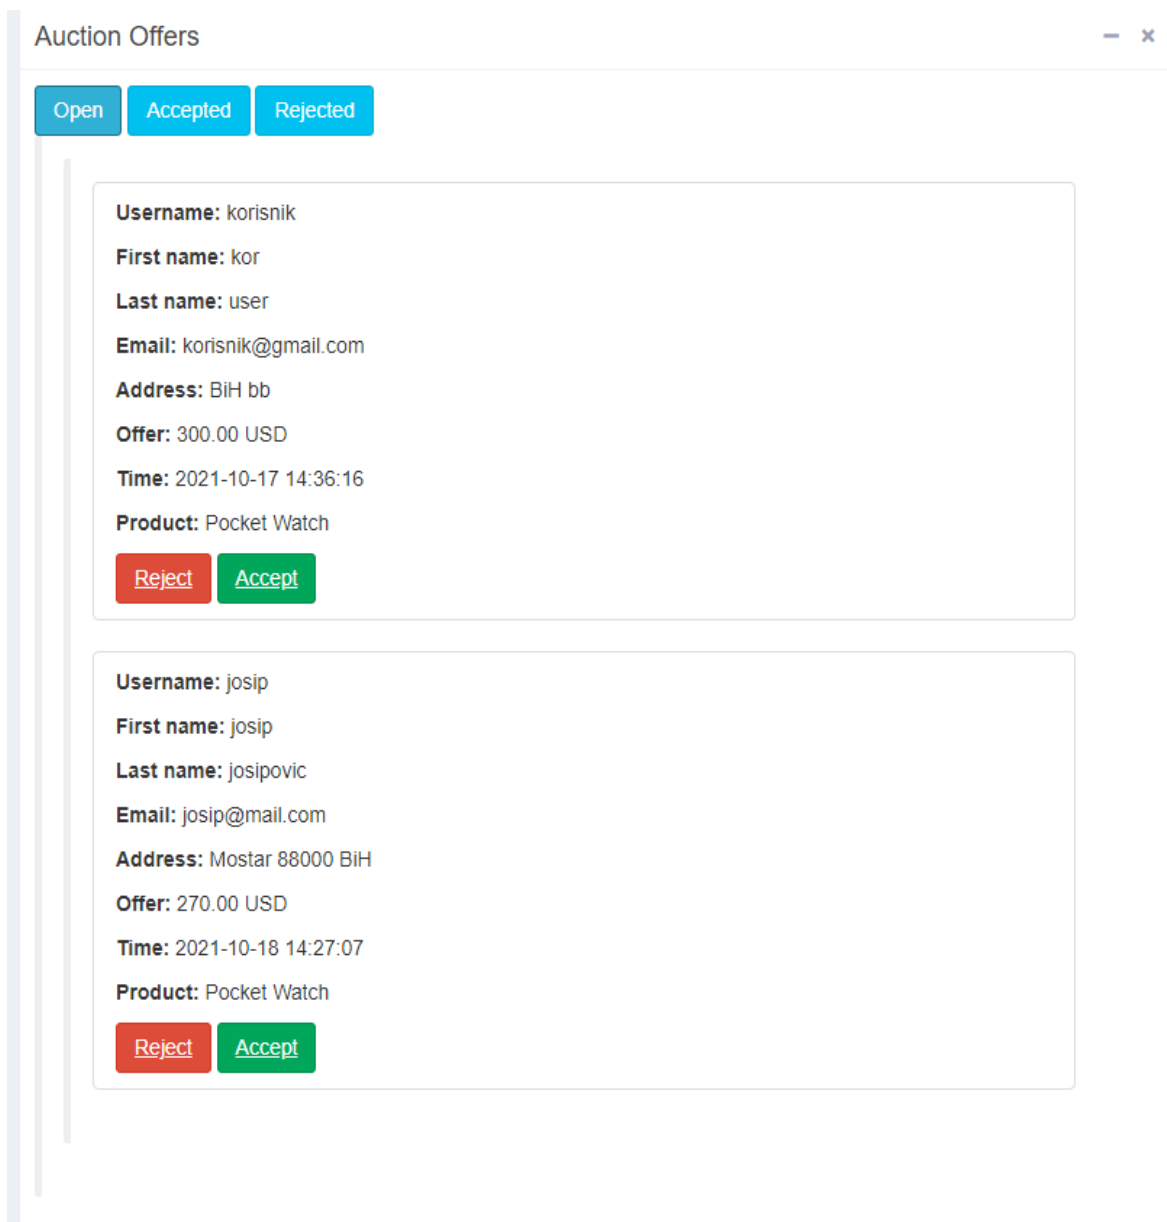 Auction Offers
Open Accepted Rejected
Username: korisnik
First name: kor
Last name: user
Email: korisnik@gmail.com
Address: BiH bb
Offer: 300.00 USD
Time: 2021-10-17 14:36:16
Product: Pocket Watch
Reject Accept
Username: josip
First name: josip
Last name: josipovic
Email: josip@mail.com
Address: Mostar 88000 BiH
Offer: 270.00 USD
Time: 2021-10-18 14:27:07
Product: Pocket Watch
Reject Accept